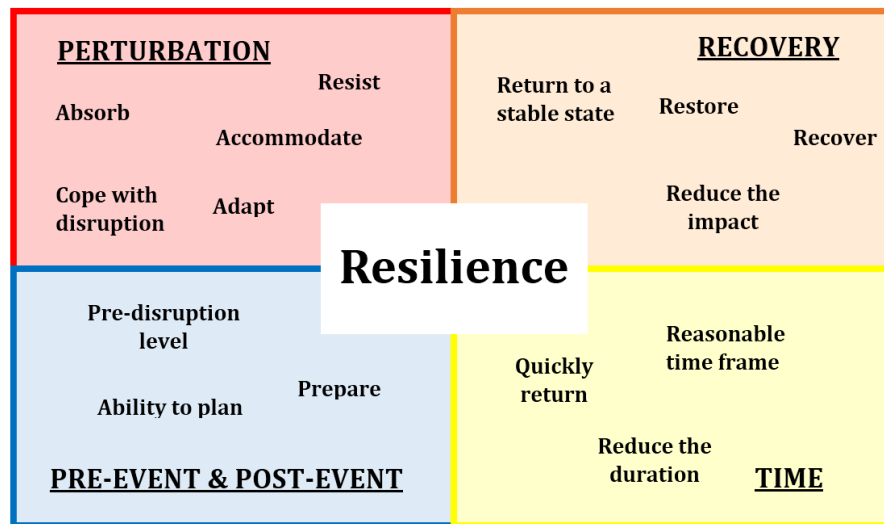 PERTURBATION
Resist
Absorb
Accommodate
Cope with
disruption
Adapt
RECOVERY
Return to a
stable state
Restore
Recover
Reduce the
impact
Resilience
Pre-disruption
level
Prepare
Ability to plan
PRE-EVENT & POST-EVENT
Reasonable
time frame
Quickly
return
Reduce the
duration
TIME